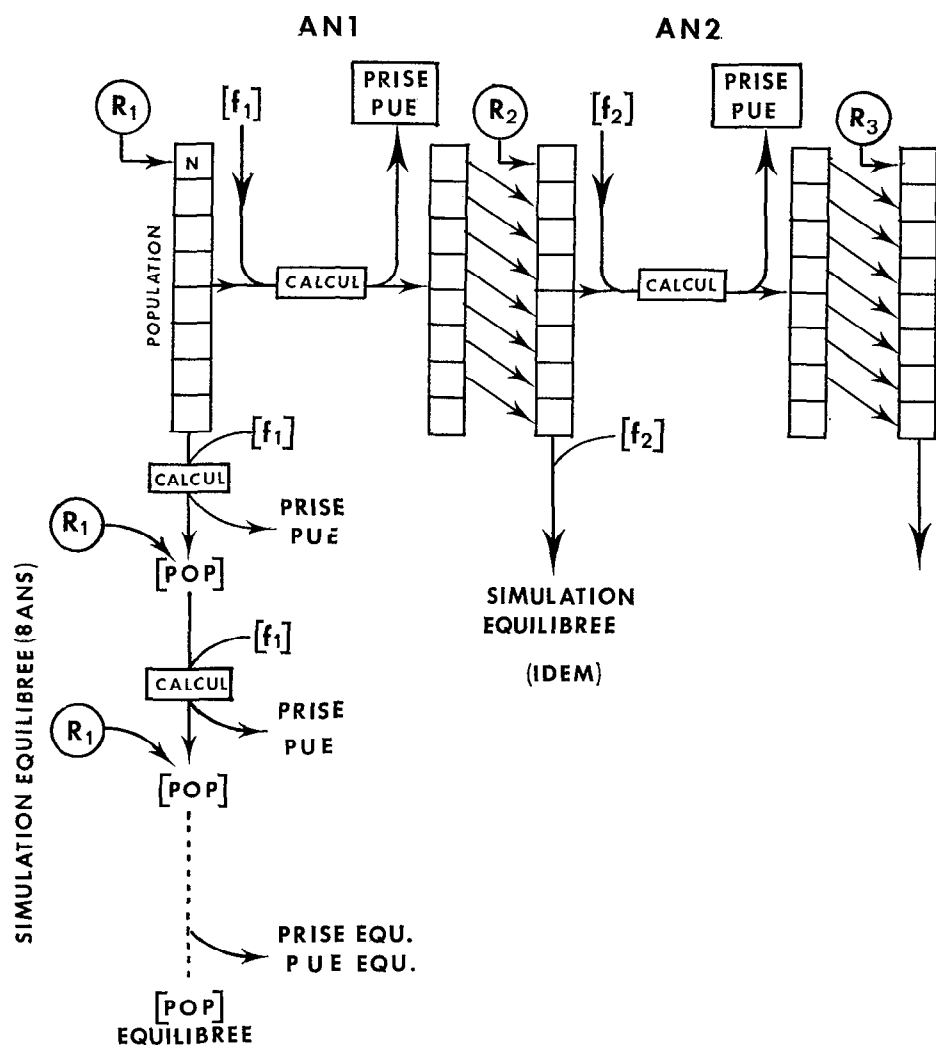 AN1
AN2
R₁
[f₁]
PRISE
PUE
R₂
[f₂]
PRISE
PUE
R₃
N
POPULATION
CALCUL
CALCUL
[f₁]
CALCUL
PRISE
PUE
R₁
[POP]
[f₂]
SIMULATION
EQUILIBREE
(IDEM)
SIMULATION EQUILIBREE (8 ANS)
[f₁]
CALCUL
PRISE
PUE
R₁
[POP]
PRISE EQU.
PUE EQU.
[POP]
EQUILIBREE